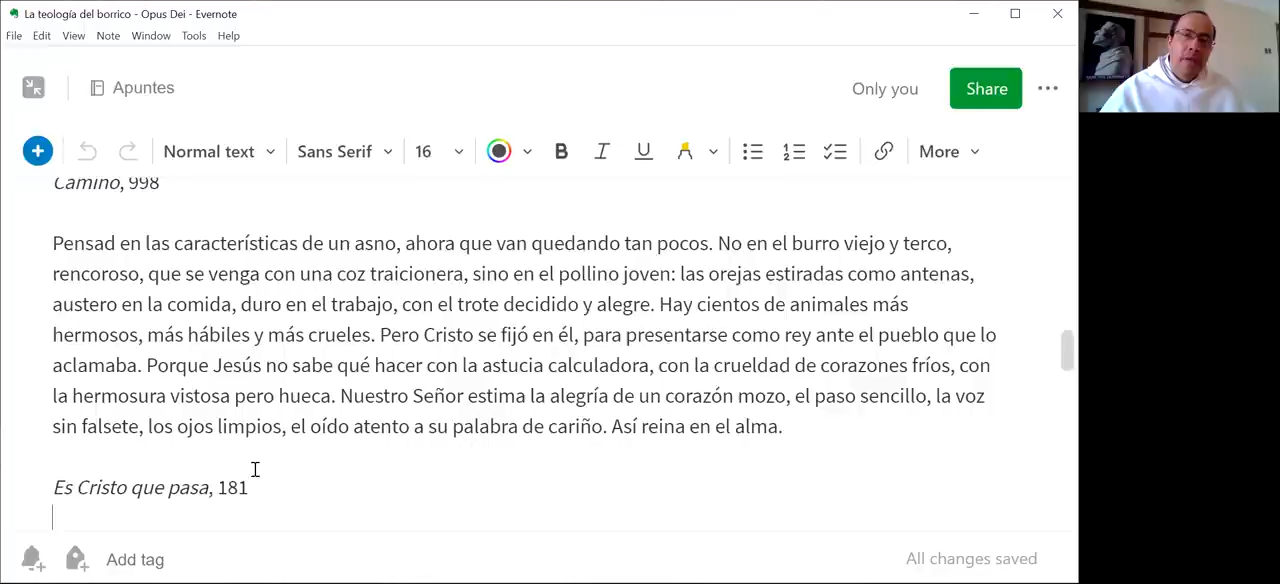 La teología del borrico - Opus Dei - Evernote
File Edit View Note Window Tools Help
Apuntes
Only you
Share
Normal text
Sans Serif
16
B I U
More
Camino, 998
Pensad en las características de un asno, ahora que van quedando tan pocos. No en el burro viejo y terco,
rencoroso, que se venga con una coz traicionera, sino en el pollino joven: las orejas estiradas como antenas,
austero en la comida, duro en el trabajo, con el trote decidido y alegre. Hay cientos de animales más
hermosos, más hábiles y más crueles. Pero Cristo se fijó en él, para presentarse como rey ante el pueblo que lo
aclamaba. Porque Jesús no sabe qué hacer con la astucia calculadora, con la crueldad de corazones fríos, con
la hermosura vistosa pero hueca. Nuestro Señor estima la alegría de un corazón mozo, el paso sencillo, la voz
sin falsete, los ojos limpios, el oído atento a su palabra de cariño. Así reina en el alma.
Es Cristo que pasa, 181
Add tag
All changes saved